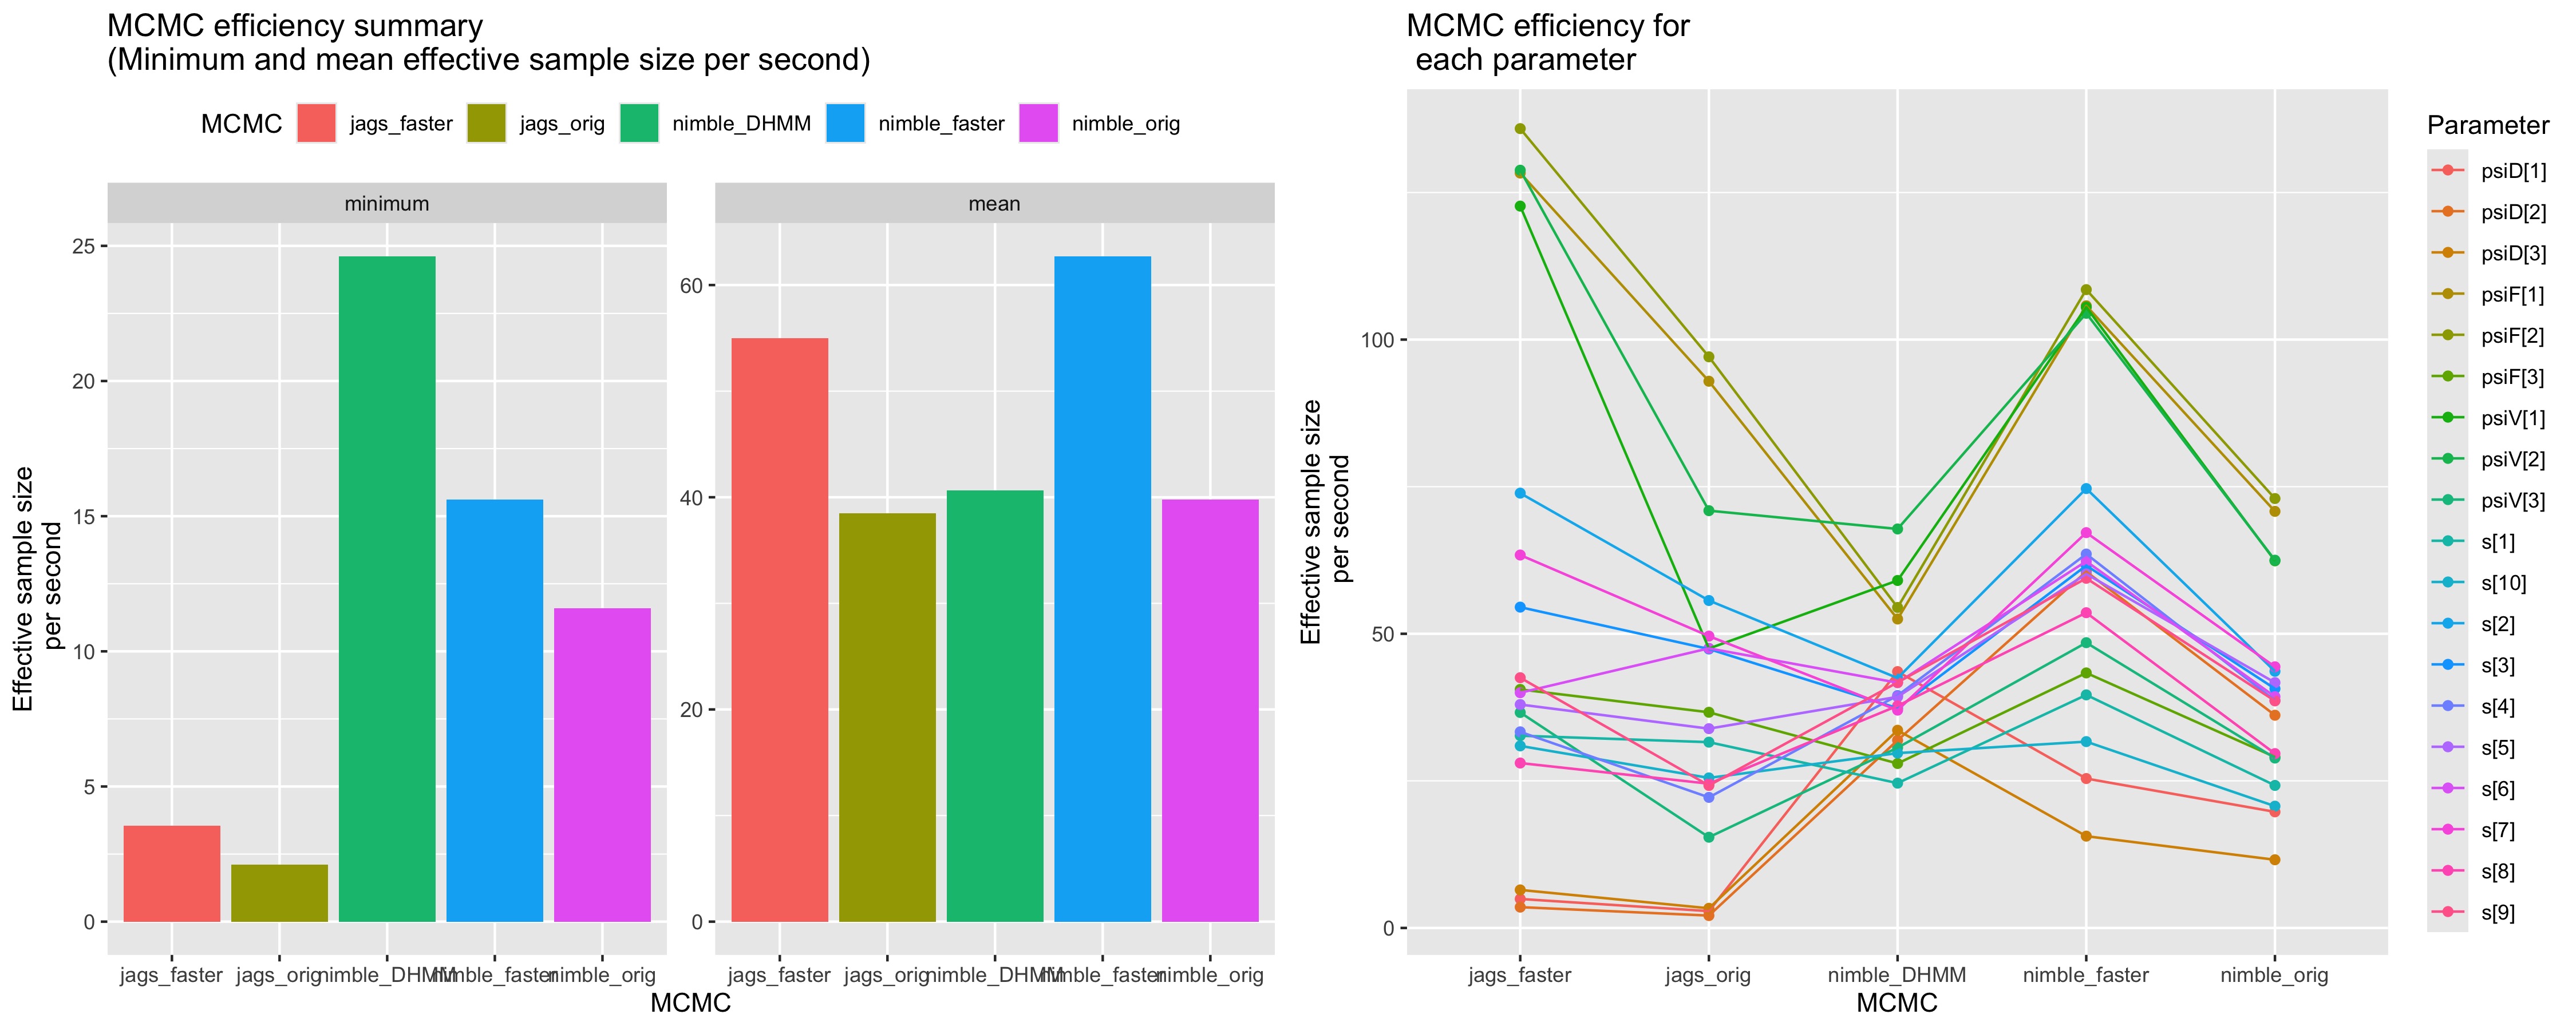 MCMC efficiency summary
(Minimum and mean effective sample size per second)
MCMC jags_faster jags_orig nimble_DHMM nimble_faster nimble_orig
minimum
mean
Effective sample size
per second
25
20
15
10
5
0
60
40
20
0
jags_faster jags_orig nimble_DHMM nimble_faster nimble_orig
jags_faster jags_orig nimble_DHMM nimble_faster nimble_orig
MCMC
MCMC efficiency for
each parameter
Effective sample size
per second
100
50
0
jags_faster jags_orig nimble_DHMM nimble_faster nimble_orig
MCMC
Parameter
psiD[1]
psiD[2]
psiD[3]
psiF[1]
psiF[2]
psiF[3]
psiV[1]
psiV[2]
psiV[3]
s[1]
s[10]
s[2]
s[3]
s[4]
s[5]
s[6]
s[7]
s[8]
s[9]